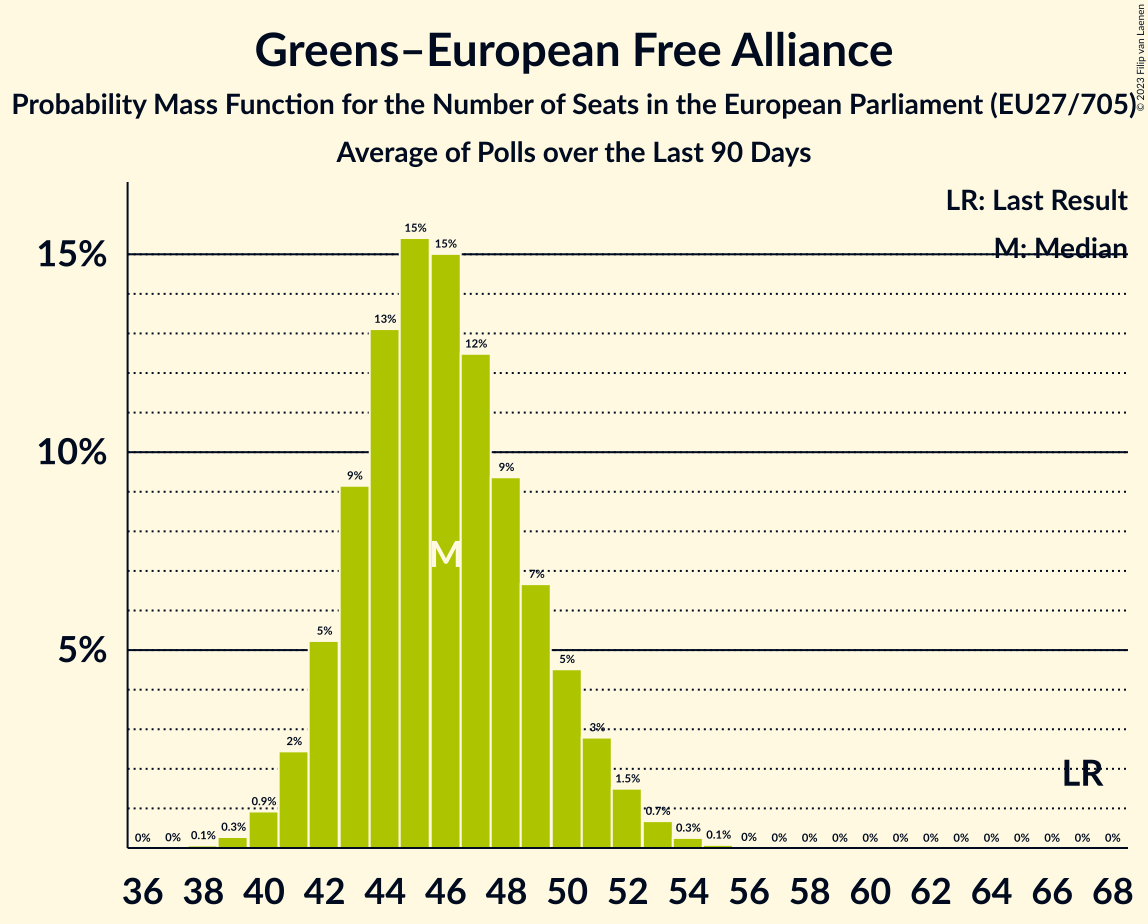 Greens–European Free Alliance
Probability Mass Function for the Number of Seats in the European Parliament (EU27/705)
Average of Polls over the Last 90 Days
© 2023 Filip van Laenen
LR: Last Result
M: Median
15%
10%
5%
0% 0% 0.1% 0.3% 0.9% 2% 5% 9% 13% 15% 15% 12% 9% 7% 5% 3% 1.5% 0.7% 0.3% 0.1% 0% 0% 0% 0% 0% 0% 0% 0% 0% 0% 0% 0% 0%
M
LR
36 38 40 42 44 46 48 50 52 54 56 58 60 62 64 66 68